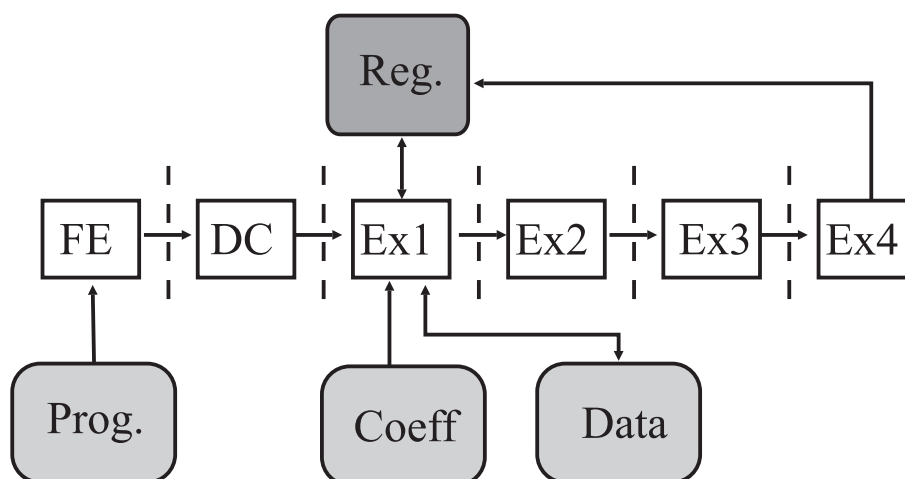 Reg.
FE
DC
Ex1
Ex2
Ex3
Ex4
Prog.
Coeff
Data